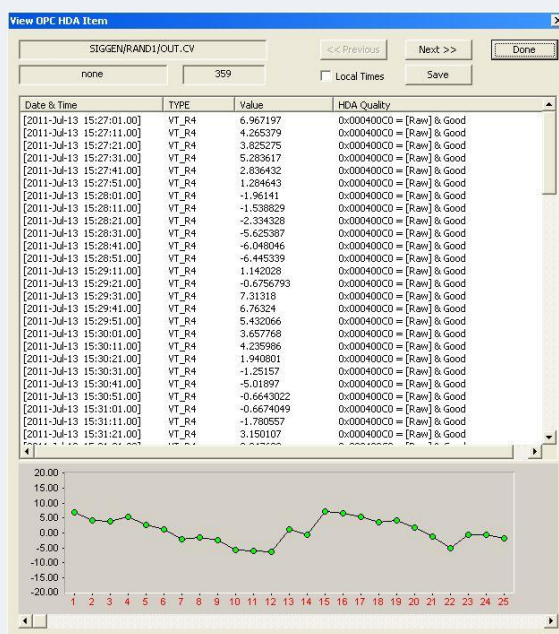 View OPC HDA Item
SIGGEN/RAND1/OUT.CV
<< Previous
Next >>
Done
none
359
Local Times
Save
Date & Time TYPE Value HDA Quality
[2011-Jul-13 15:27:01.00] VT_R4 6.967197 0x000400C0 = [Raw] & Good
[2011-Jul-13 15:27:11.00] VT_R4 4.265379 0x000400C0 = [Raw] & Good
[2011-Jul-13 15:27:21.00] VT_R4 3.825275 0x000400C0 = [Raw] & Good
[2011-Jul-13 15:27:31.00] VT_R4 5.283617 0x000400C0 = [Raw] & Good
[2011-Jul-13 15:27:41.00] VT_R4 2.836432 0x000400C0 = [Raw] & Good
[2011-Jul-13 15:27:51.00] VT_R4 1.284643 0x000400C0 = [Raw] & Good
[2011-Jul-13 15:28:01.00] VT_R4 -1.96141 0x000400C0 = [Raw] & Good
[2011-Jul-13 15:28:11.00] VT_R4 -1.538829 0x000400C0 = [Raw] & Good
[2011-Jul-13 15:28:21.00] VT_R4 -2.334328 0x000400C0 = [Raw] & Good
[2011-Jul-13 15:28:31.00] VT_R4 -5.625387 0x000400C0 = [Raw] & Good
[2011-Jul-13 15:28:41.00] VT_R4 -6.048046 0x000400C0 = [Raw] & Good
[2011-Jul-13 15:28:51.00] VT_R4 -6.445339 0x000400C0 = [Raw] & Good
[2011-Jul-13 15:29:11.00] VT_R4 1.142028 0x000400C0 = [Raw] & Good
[2011-Jul-13 15:29:21.00] VT_R4 -0.6756793 0x000400C0 = [Raw] & Good
[2011-Jul-13 15:29:31.00] VT_R4 7.31318 0x000400C0 = [Raw] & Good
[2011-Jul-13 15:29:41.00] VT_R4 6.76324 0x000400C0 = [Raw] & Good
[2011-Jul-13 15:29:51.00] VT_R4 5.432066 0x000400C0 = [Raw] & Good
[2011-Jul-13 15:30:01.00] VT_R4 3.657768 0x000400C0 = [Raw] & Good
[2011-Jul-13 15:30:11.00] VT_R4 4.235986 0x000400C0 = [Raw] & Good
[2011-Jul-13 15:30:21.00] VT_R4 1.940801 0x000400C0 = [Raw] & Good
[2011-Jul-13 15:30:31.00] VT_R4 -1.25157 0x000400C0 = [Raw] & Good
[2011-Jul-13 15:30:41.00] VT_R4 -5.01897 0x000400C0 = [Raw] & Good
[2011-Jul-13 15:30:51.00] VT_R4 -0.6643022 0x000400C0 = [Raw] & Good
[2011-Jul-13 15:31:01.00] VT_R4 -0.6674049 0x000400C0 = [Raw] & Good
[2011-Jul-13 15:31:11.00] VT_R4 -1.780557 0x000400C0 = [Raw] & Good
[2011-Jul-13 15:31:21.00] VT_R4 3.150107 0x000400C0 = [Raw] & Good
20.00
15.00
10.00
5.00
0.00
-5.00
-10.00
-15.00
-20.00
1 2 3 4 5 6 7 8 9 10 11 12 13 14 15 16 17 18 19 20 21 22 23 24 25